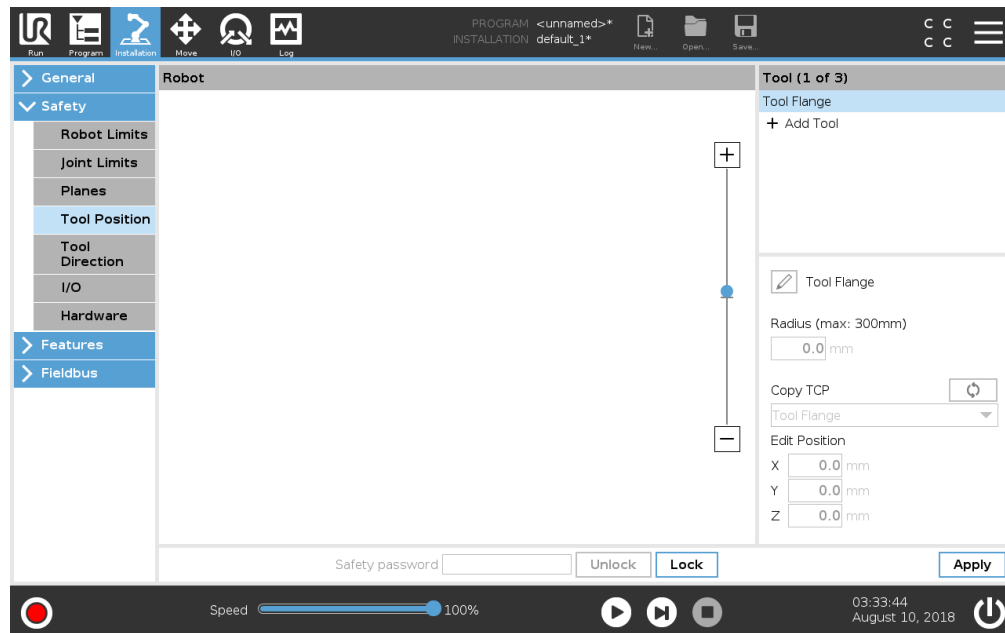 UR
PROGRAM <unnamed>*
INSTALLATION default_1*
Run Program Installation Move I/O Log New... Open... Save...
C C
C C
General
Safety
Robot Limits
Joint Limits
Planes
Tool Position
Tool
Direction
I/O
Hardware
Features
Fieldbus
Robot
Tool (1 of 3)
Tool Flange
+ Add Tool
Tool Flange
Radius (max: 300mm)
0.0 mm
Copy TCP
Tool Flange
Edit Position
X 0.0 mm
Y 0.0 mm
Z 0.0 mm
Safety password Unlock Lock Apply
Speed 100%
03:33:44
August 10, 2018